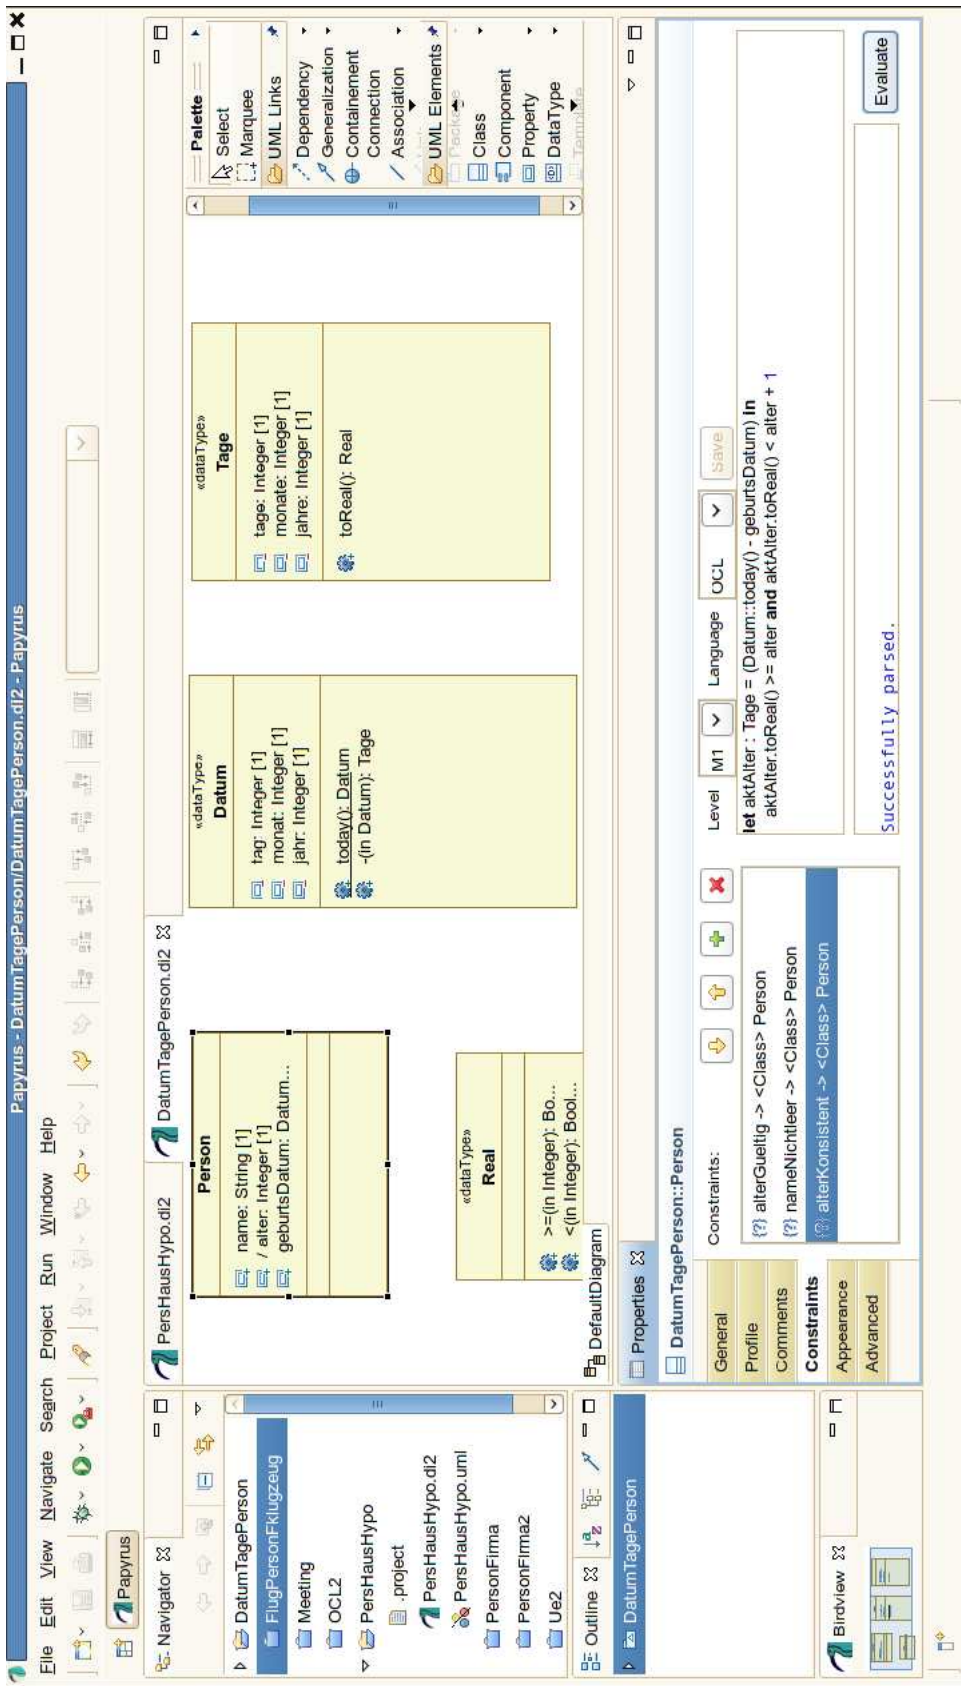 Papyrus - DatumTagePerson/DatumTagePerson.di2 - Papyrus
File Edit View Navigate Search Project Run Window Help
Papyrus
Navigator
DatumTagePerson
FlugPersonFklugzeug
Meeting
OCL2
PersHausHypo
.project
PersHausHypo.di2
PersHausHypo.uml
PersonFirma
PersonFirma2
Ue2
Outline
DatumTagePerson
Birdview
PersHausHypo.di2
DatumTagePerson.di2
Person
name: String [1]
/ alter: Integer [1]
geburtsDatum: Datum...
«dataType»
Datum
tag: Integer [1]
monat: Integer [1]
jahr: Integer [1]
today(): Datum
-(in Datum): Tage
«dataType»
Tage
tage: Integer [1]
monate: Integer [1]
jahre: Integer [1]
toReal(): Real
«dataType»
Real
>=(in Integer): Bo...
<(in Integer): Bool...
DefaultDiagram
Palette
Select
Marquee
UML Links
Dependency
Generalization
Containement
Connection
Association
UML Elements
Package
Class
Component
Property
DataType
Template
Properties
DatumTagePerson::Person
General
Profile
Comments
Constraints
Appearance
Advanced
Constraints:
{?} alterGueltig -> <Class> Person
{?} nameNichtleer -> <Class> Person
{?} alterKonsistent -> <Class> Person
Level M1 Language OCL Save
let aktAlter : Tage = (Datum::today() - geburtsDatum) in
aktAlter.toReal() >= alter and aktAlter.toReal() < alter + 1
Successfully parsed.
Evaluate